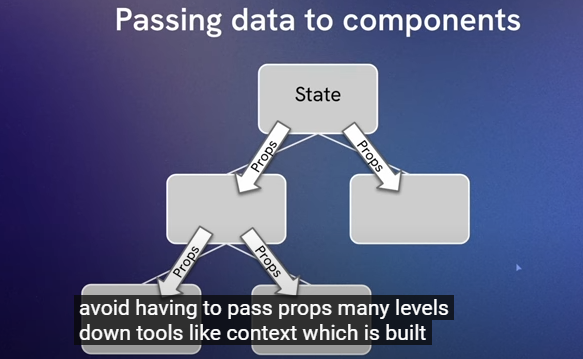 Passing data to components
State
Props
Props
Props
Props
avoid having to pass props many levels
down tools like context which is built